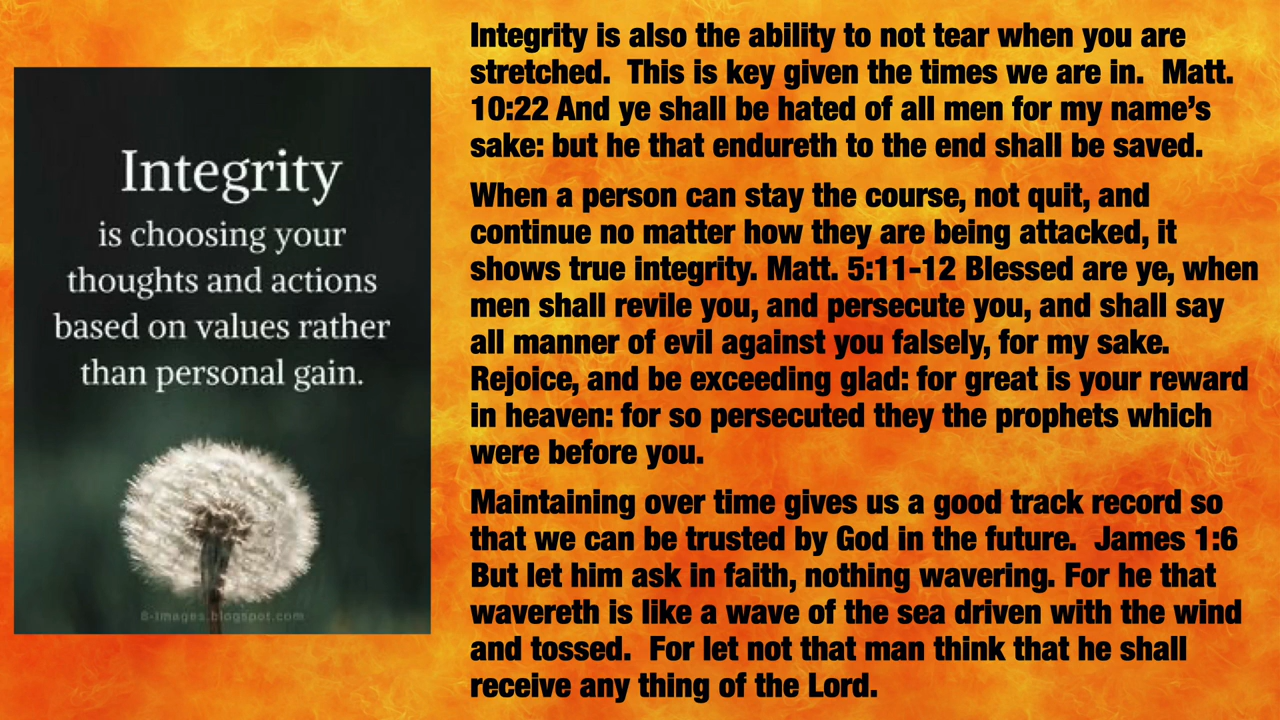 Integrity
is choosing your
thoughts and actions
based on values rather
than personal gain.
8-Images.blogspot.com
Integrity is also the ability to not tear when you are
stretched.  This is key given the times we are in.  Matt.
10:22 And ye shall be hated of all men for my name’s
sake: but he that endureth to the end shall be saved.
When a person can stay the course, not quit, and
continue no matter how they are being attacked, it
shows true integrity. Matt. 5:11-12 Blessed are ye, when
men shall revile you, and persecute you, and shall say
all manner of evil against you falsely, for my sake.
Rejoice, and be exceeding glad: for great is your reward
in heaven: for so persecuted they the prophets which
were before you.
Maintaining over time gives us a good track record so
that we can be trusted by God in the future.  James 1:6
But let him ask in faith, nothing wavering. For he that
wavereth is like a wave of the sea driven with the wind
and tossed.  For let not that man think that he shall
receive any thing of the Lord.